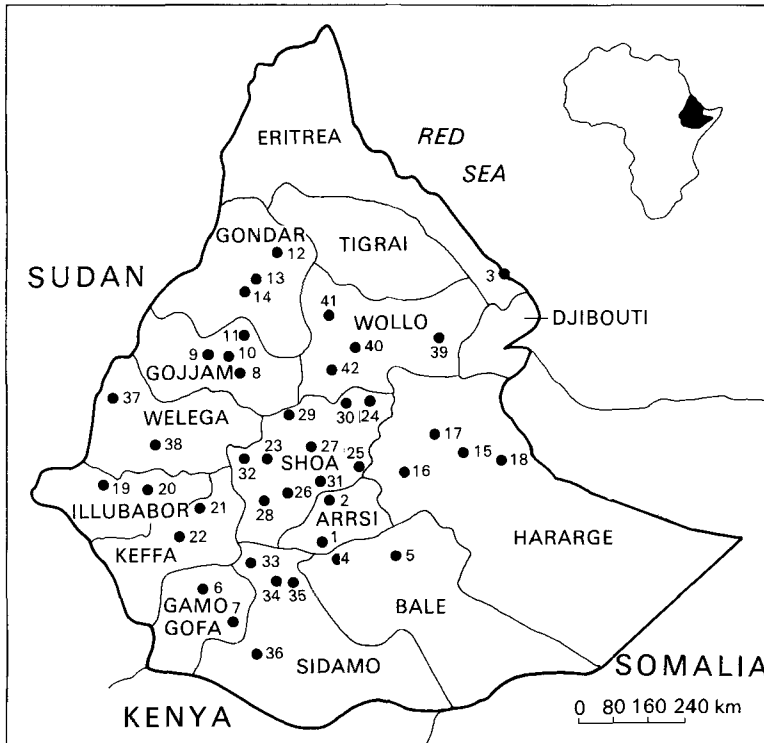 RED
ERITREA
SEA
GONDAR
12
TIGRAI
SUDAN
13
3
14
41
WOLLO
DJIBOUTI
11
40
39
9
10
GOJJAM
8
42
37
WELEGA
29
30
24
17
38
23
27
15
32
SHOA
25
18
16
19
20
26
31
2
ILLUBABOR
21
28
ARRSI
HARARGE
KEFFA
22
1
33
4
5
6
34
35
BALE
GAMO
7
GOFA
36
SIDAMO
SOMALIA
KENYA
0 80 160 240 km